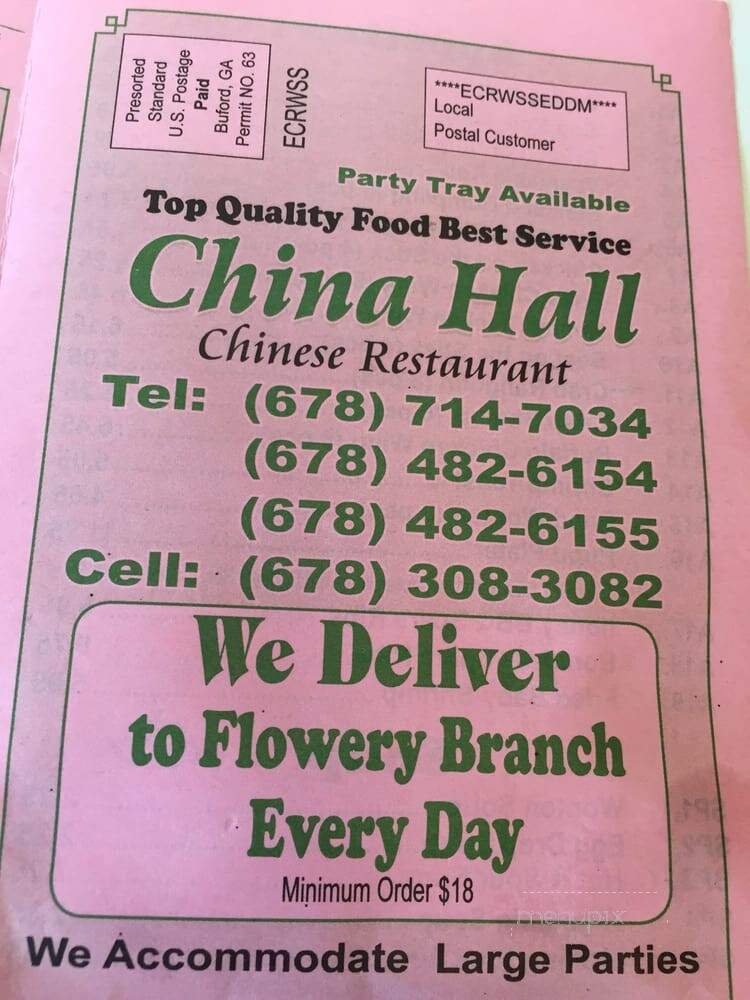 Presorted
Standard
U.S. Postage
Paid
Buford, GA
Permit NO. 63
ECRWSS
****ECRWSSEDDM****
Local
Postal Customer
Party Tray Available
Top Quality Food Best Service
China Hall
Chinese Restaurant
Tel: (678) 714-7034
(678) 482-6154
(678) 482-6155
Cell: (678) 308-3082
We Deliver
to Flowery Branch
Every Day
Minimum Order $18
menupix
We Accommodate Large Parties